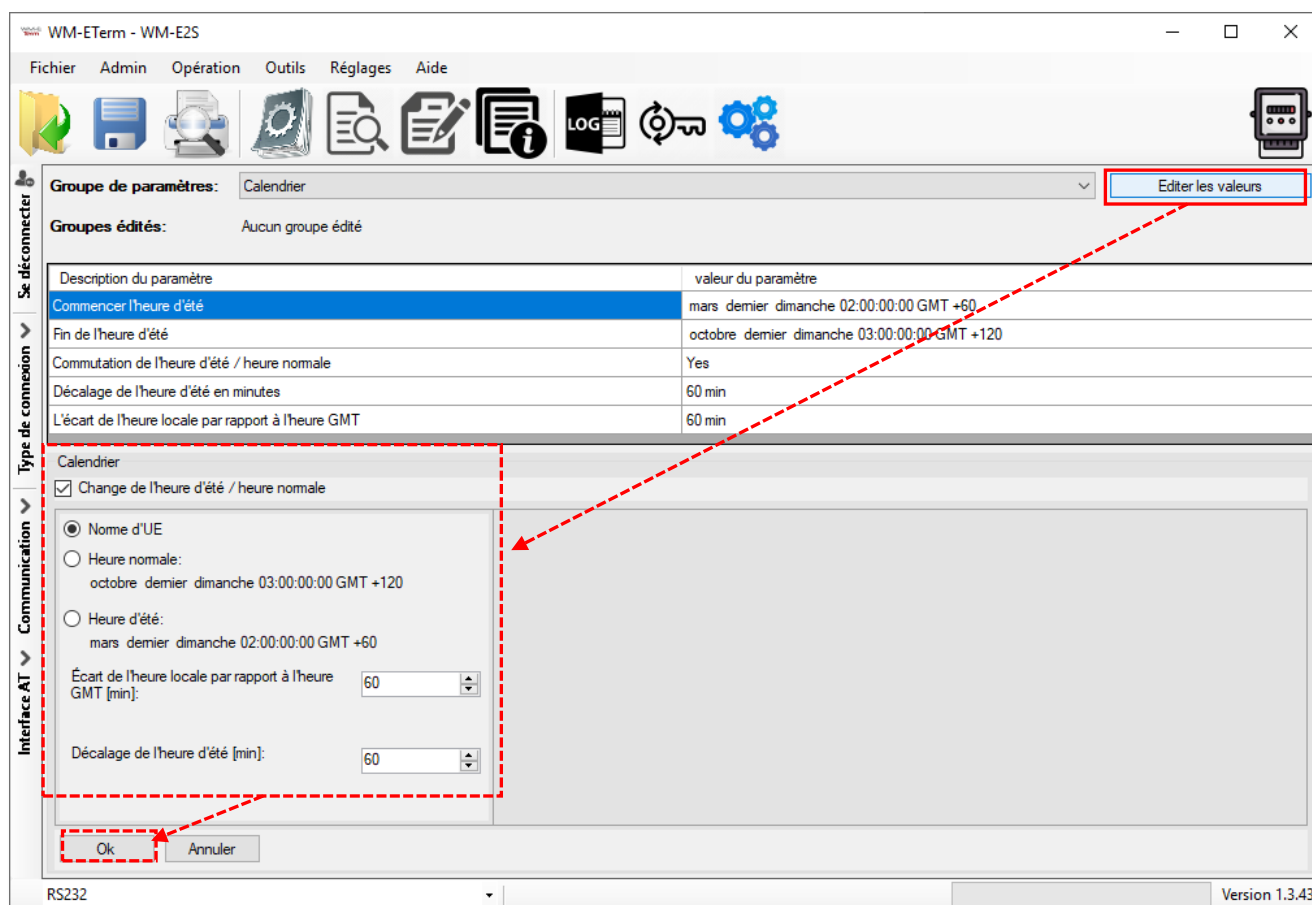 WM-ETerm - WM-E2S
Fichier Admin Opération Outils Réglages Aide
LOG
Se déconnecter
Type de connexion
Communication
Interface AT
Groupe de paramètres: Calendrier Editer les valeurs
Groupes édités: Aucun groupe édité
Description du paramètre valeur du paramètre
Commencer l'heure d'été mars dernier dimanche 02:00:00:00 GMT +60
Fin de l'heure d'été octobre dernier dimanche 03:00:00:00 GMT +120
Commutation de l'heure d'été / heure normale Yes
Décalage de l'heure d'été en minutes 60 min
L'écart de l'heure locale par rapport à l'heure GMT 60 min
Calendrier
Change de l'heure d'été / heure normale
Norme d'UE
Heure normale:
octobre dernier dimanche 03:00:00:00 GMT +120
Heure d'été:
mars dernier dimanche 02:00:00:00 GMT +60
Écart de l'heure locale par rapport à l'heure
GMT [min]: 60
Décalage de l'heure d'été [min]: 60
Ok Annuler
RS232 Version 1.3.43